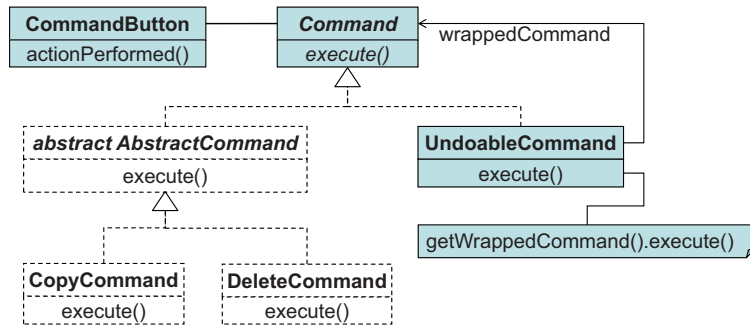 CommandButton
actionPerformed()
Command
execute()
wrappedCommand
abstract AbstractCommand
execute()
UndoableCommand
execute()
getWrappedCommand().execute()
CopyCommand
execute()
DeleteCommand
execute()